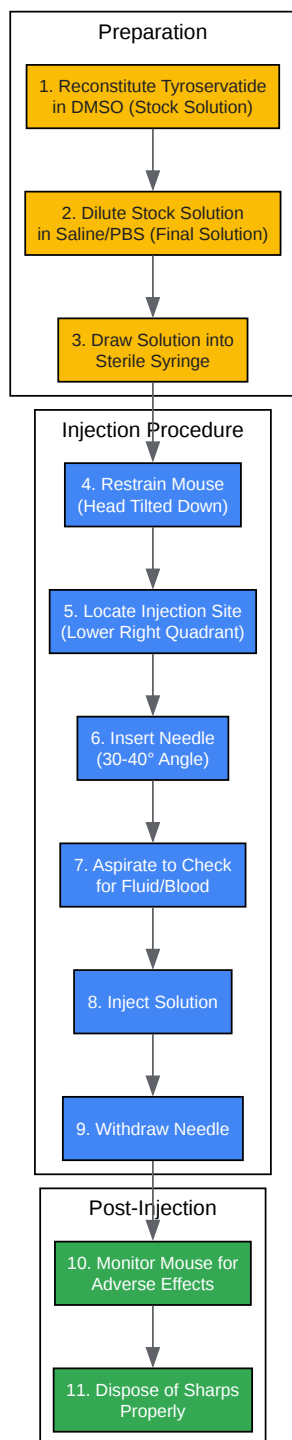 Preparation
1. Reconstitute Tyroservatide
in DMSO (Stock Solution)
2. Dilute Stock Solution
in Saline/PBS (Final Solution)
3. Draw Solution into
Sterile Syringe
Injection Procedure
4. Restrain Mouse
(Head Tilted Down)
5. Locate Injection Site
(Lower Right Quadrant)
6. Insert Needle
(30-40° Angle)
7. Aspirate to Check
for Fluid/Blood
8. Inject Solution
9. Withdraw Needle
Post-Injection
10. Monitor Mouse for
Adverse Effects
11. Dispose of Sharps
Properly